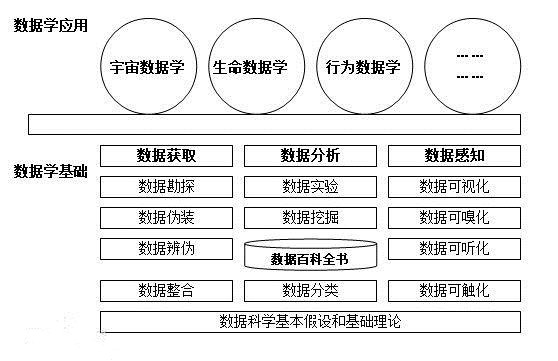 数据学应用
宇宙数据学
生命数据学
行为数据学
……
……
数据学基础
数据获取 数据分析 数据感知
数据勘探 数据实验 数据可视化
数据伪装 数据挖掘 数据可嗅化
数据辨伪 数据百科全书 数据可听化
数据整合 数据分类 数据可触化
数据科学基本假设和基础理论